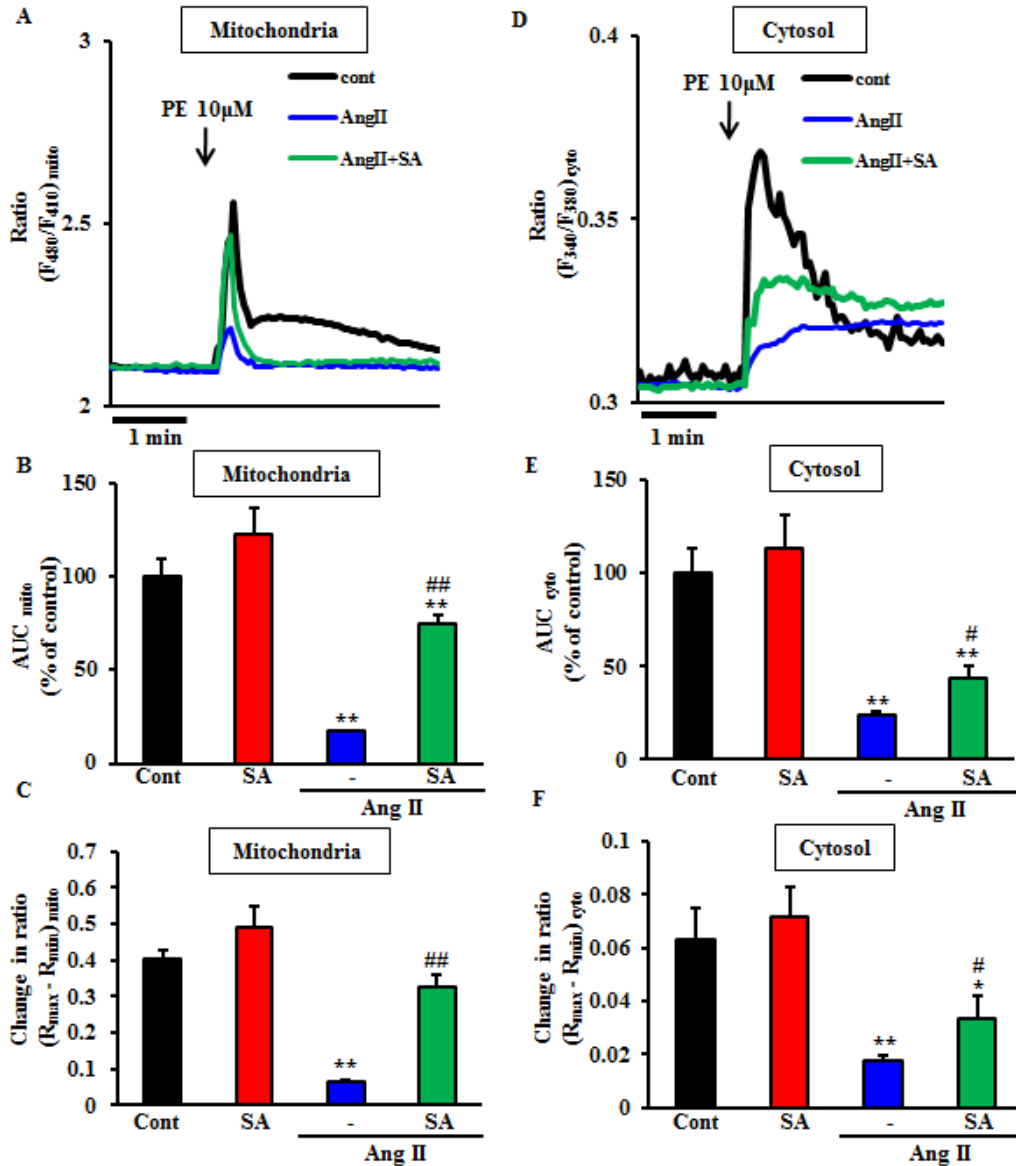 A
Mitochondria
3
cont
PE 10μM
AngII
AngII+SA
Ratio
(F480/F410) mito
2.5
2
1 min
D
Cytosol
0.4
cont
PE 10μM
AngII
AngII+SA
Ratio
(F340/F380) cyto
0.35
0.3
1 min
B
Mitochondria
150
100
50
0
AUC mito
(% of control)
**
##
**
Cont SA - SA
Ang II
E
Cytosol
150
100
50
0
AUC cyto
(% of control)
**
#
**
Cont SA - SA
Ang II
C
Mitochondria
0.7
0.6
0.5
0.4
0.3
0.2
0.1
0
Change in ratio
(Rmax - Rmin) mito
**
##
Cont SA - SA
Ang II
F
Cytosol
0.1
0.08
0.06
0.04
0.02
0
Change in ratio
(Rmax - Rmin) cyto
**
#
*
Cont SA - SA
Ang II